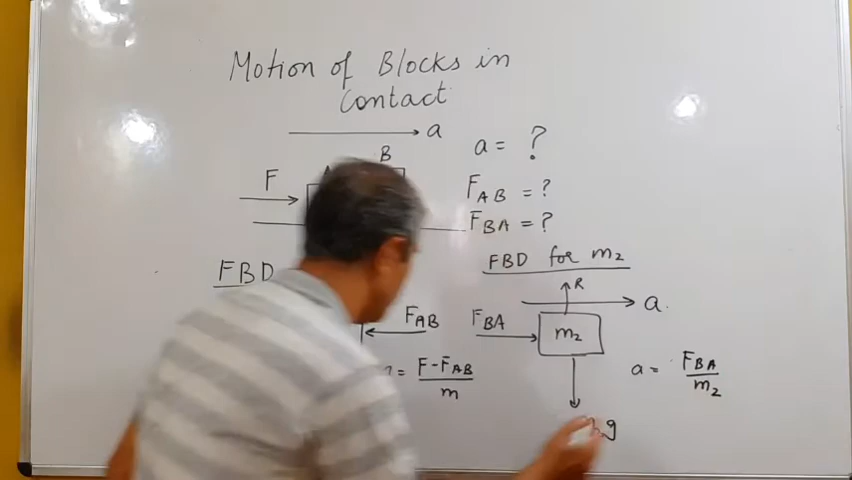 Motion of Blocks in
Contact
a
B
F
a = ?
F_AB = ?
F_BA = ?
FBD
FBD for m₂
R
a.
F_AB
F_BA
m₂
= F-F_AB
m
a = F_BA
m₂
g